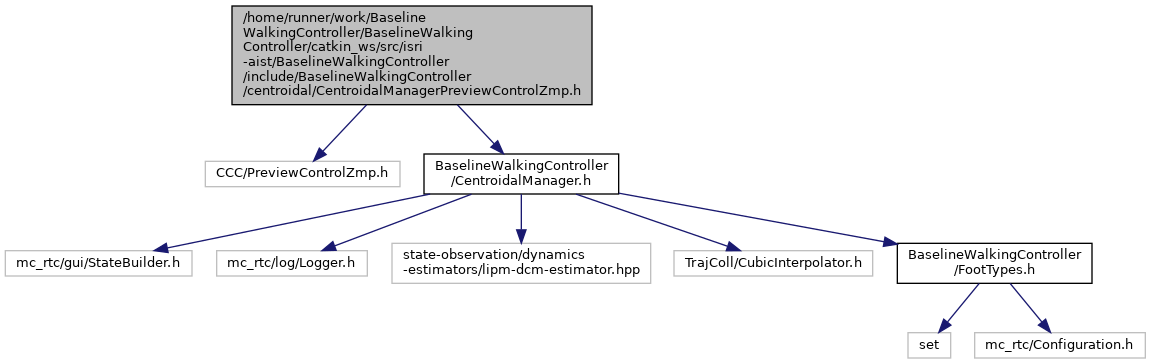 /home/runner/work/Baseline
WalkingController/BaselineWalking
Controller/catkin_ws/src/isri
-aist/BaselineWalkingController
/include/BaselineWalkingController
/centroidal/CentroidalManagerPreviewControlZmp.h
CCC/PreviewControlZmp.h
BaselineWalkingController
/CentroidalManager.h
mc_rtc/gui/StateBuilder.h
mc_rtc/log/Logger.h
state-observation/dynamics
-estimators/lipm-dcm-estimator.hpp
TrajColl/CubicInterpolator.h
BaselineWalkingController
/FootTypes.h
set
mc_rtc/Configuration.h